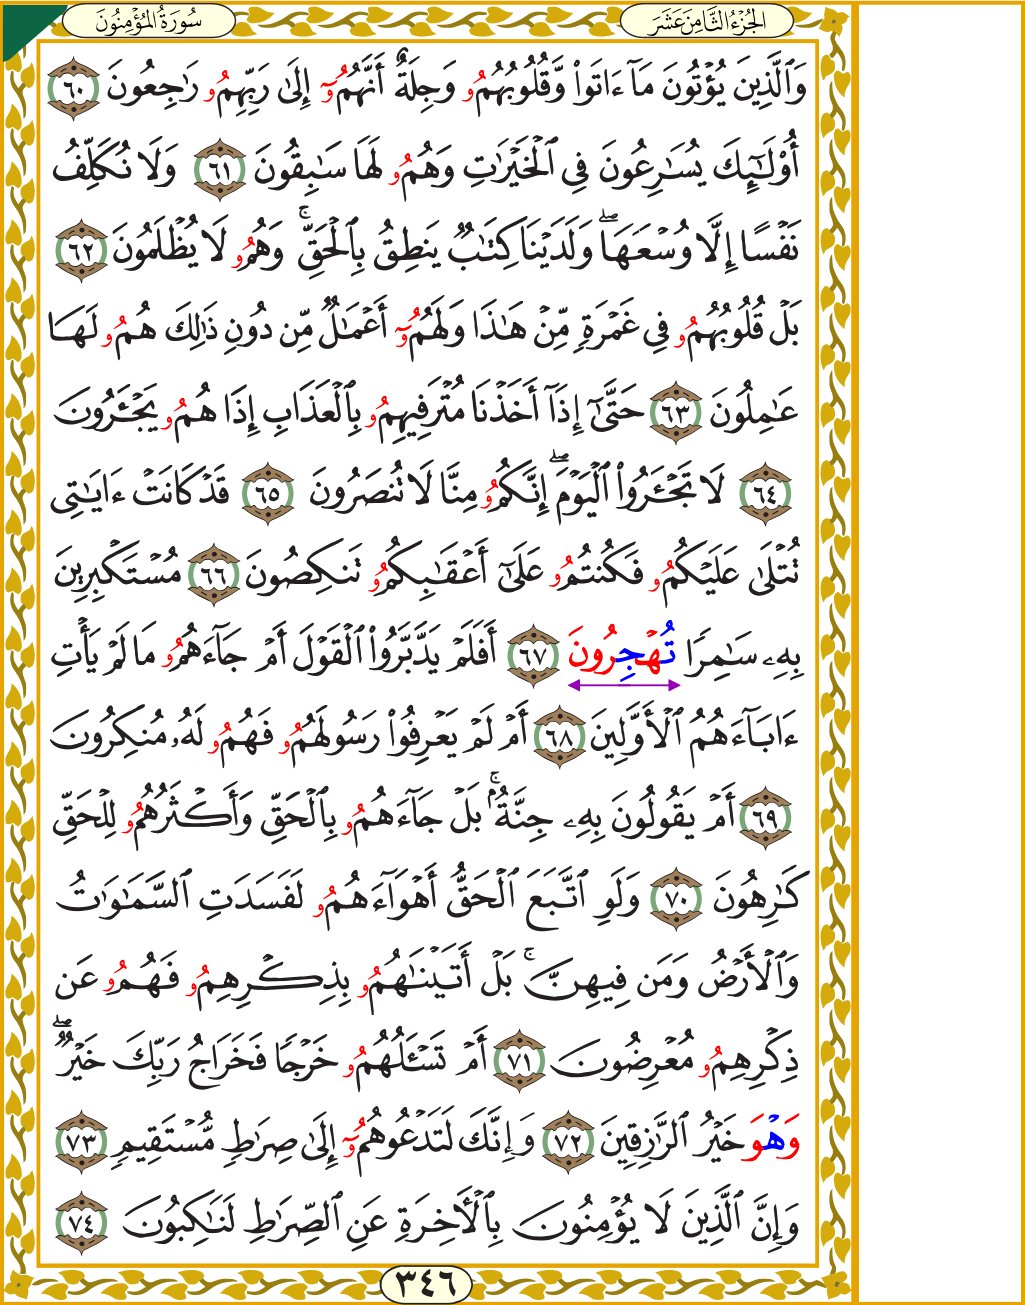 الجُزْءُ الثَّامِنَ عَشَرَ
سُورَةُ المُؤْمِنُونَ
وَٱلَّذِينَ يُؤۡتُونَ مَآ ءَاتَواْ وَّقُلُوبُهُمُۥ وَجِلَةٌ أَنَّهُمُۥٓ إِلَىٰ رَبِّهِمُۥ رَٰجِعُونَ ٦٠
أُوْلَـٰٓئِكَ يُسَـٰرِعُونَ فِي ٱلۡخَيۡرَٰتِ وَهُمُۥ لَهَا سَـٰبِقُونَ ٦١ وَلَا نُكَلِّفُ
نَفۡسًا إِلَّا وُسۡعَهَاۖ وَلَدَيۡنَا كِتَـٰبٌ يَنطِقُ بِٱلۡحَقِّۚ وَهُمُۥ لَا يُظۡلَمُونَ ٦٢
بَلۡ قُلُوبُهُمُۥ فِي غَمۡرَةٍ مِّنۡ هَـٰذَا وَلَهُمُۥٓ أَعۡمَـٰلٌ مِّن دُونِ ذَٰلِكَ هُمُۥ لَهَا
عَـٰمِلُونَ ٦٣ حَتَّىٰٓ إِذَآ أَخَذۡنَا مُتۡرَفِيهِمُۥ بِٱلۡعَذَابِ إِذَا هُمُۥ يَجۡـَٔرُونَ
٦٤ لَا تَجۡـَٔرُواْ ٱلۡيَوۡمَۖ إِنَّكُمُۥ مِنَّا لَا تُنصَرُونَ ٦٥ قَدۡ كَانَتۡ ءَايَـٰتِي
تُتۡلَىٰ عَلَيۡكُمُۥ فَكُنتُمُۥ عَلَىٰٓ أَعۡقَـٰبِكُمُۥ تَنكِصُونَ ٦٦ مُسۡتَكۡبِرِينَ
بِهِۦ سَـٰمِرًا تُهۡجِرُونَ ٦٧ أَفَلَمۡ يَدَّبَّرُواْ ٱلۡقَوۡلَ أَمۡ جَآءَهُمُۥ مَا لَمۡ يَأۡتِ
ءَابَآءَهُمُ ٱلۡأَوَّلِينَ ٦٨ أَمۡ لَمۡ يَعۡرِفُواْ رَسُولَهُمُۥ فَهُمُۥ لَهُۥ مُنكِرُونَ
٦٩ أَمۡ يَقُولُونَ بِهِۦ جِنَّةٌۢۚ بَلۡ جَآءَهُمُۥ بِٱلۡحَقِّ وَأَكۡثَرُهُمُۥ لِلۡحَقِّ
كَـٰرِهُونَ ٧٠ وَلَوِ ٱتَّبَعَ ٱلۡحَقُّ أَهۡوَآءَهُمُۥ لَفَسَدَتِ ٱلسَّمَـٰوَٰتُ
وَٱلۡأَرۡضُ وَمَن فِيهِنَّۚ بَلۡ أَتَيۡنَـٰهُمُۥ بِذِكۡرِهِمُۥ فَهُمُۥ عَن
ذِكۡرِهِمُۥ مُعۡرِضُونَ ٧١ أَمۡ تَسۡـَٔلُهُمُۥ خَرۡجًا فَخَرَاجُ رَبِّكَ خَيۡرٌۖ
وَهۡوَ خَيۡرُ ٱلرَّٰزِقِينَ ٧٢ وَإِنَّكَ لَتَدۡعُوهُمُۥٓ إِلَىٰ صِرَٰطٍ مُّسۡتَقِيمٍ ٧٣
وَإِنَّ ٱلَّذِينَ لَا يُؤۡمِنُونَ بِٱلۡأَخِرَةِ عَنِ ٱلصِّرَٰطِ لَنَـٰكِبُونَ ٧٤
٣٤٦